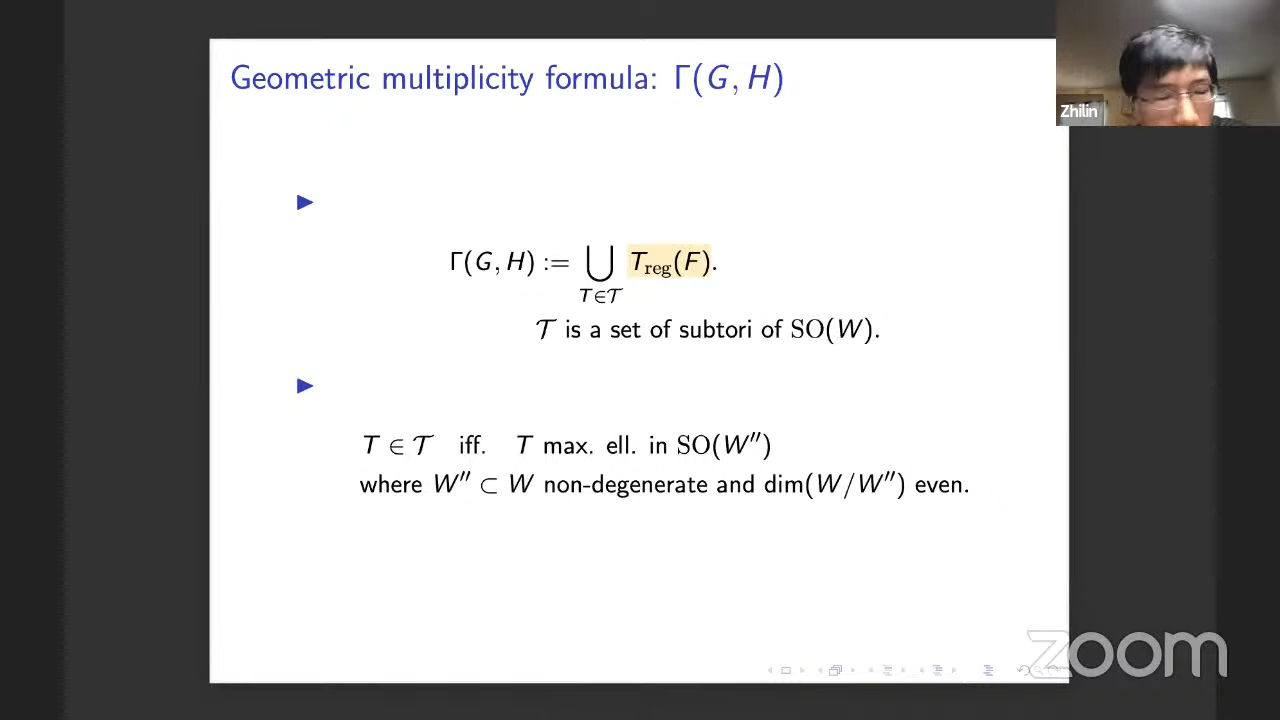 Geometric multiplicity formula: Γ(G, H)
Zhilin
Γ(G, H) := ⋃ T_reg(F).
T∈𝒯
𝒯 is a set of subtori of SO(W).
T ∈ 𝒯 iff. T max. ell. in SO(W″)
where W″ ⊂ W non-degenerate and dim(W/W″) even.
zoom